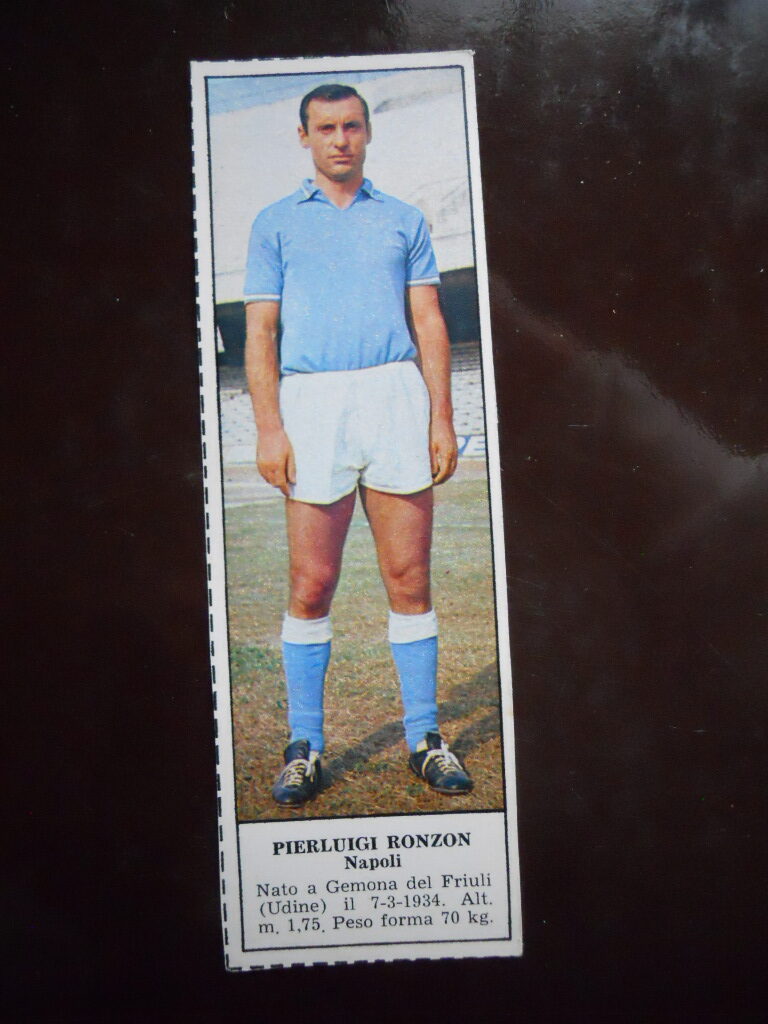 PIERLUIGI RONZON
Napoli
Nato a Gemona del Friuli
(Udine) il 7-3-1934. Alt.
m. 1,75. Peso forma 70 kg.